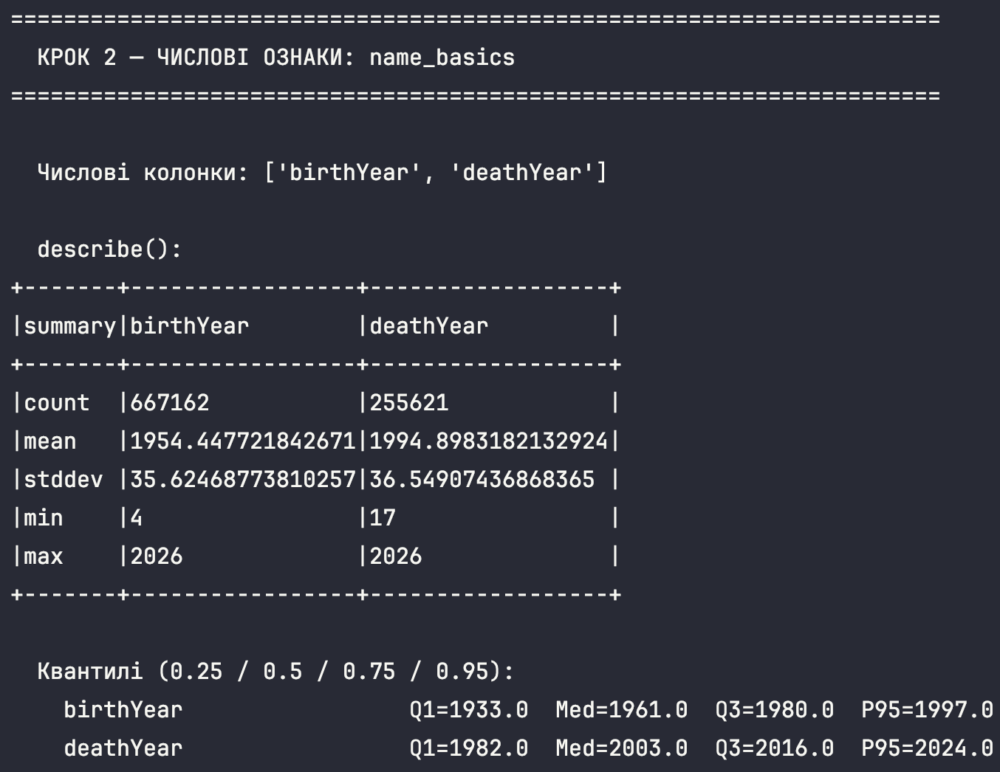 ======================================================================
  КРОК 2 — ЧИСЛОВІ ОЗНАКИ: name_basics
======================================================================

  Числові колонки: ['birthYear', 'deathYear']

  describe():
+-------+----------------+------------------+
|summary|birthYear       |deathYear         |
+-------+----------------+------------------+
|count  |667162          |255621            |
|mean   |1954.447721842671|1994.8983182132924|
|stddev |35.62468773810257|36.54907436868365 |
|min    |4               |17                |
|max    |2026            |2026              |
+-------+----------------+------------------+

  Квантилі (0.25 / 0.5 / 0.75 / 0.95):
    birthYear                 Q1=1933.0  Med=1961.0  Q3=1980.0  P95=1997.0
    deathYear                 Q1=1982.0  Med=2003.0  Q3=2016.0  P95=2024.0